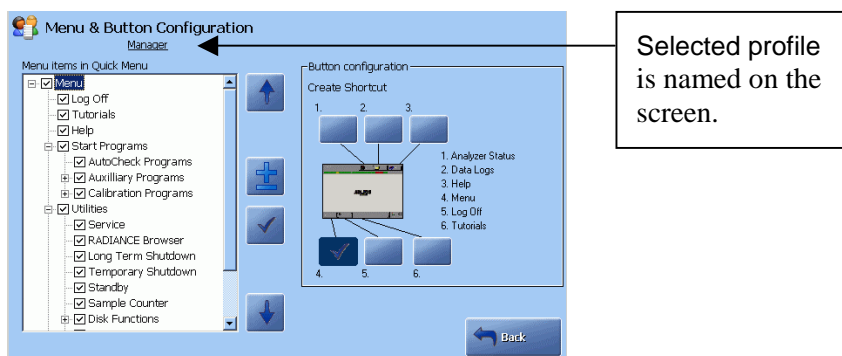 Menu & Button Configuration
Manager
Menu items in Quick Menu
Menu
Log Off
Tutorials
Help
Start Programs
AutoCheck Programs
Auxilliary Programs
Calibration Programs
Utilities
Service
RADIANCE Browser
Long Term Shutdown
Temporary Shutdown
Standby
Sample Counter
Disk Functions
Button configuration
Create Shortcut
1. 2. 3.
1. Analyzer Status
2. Data Logs
3. Help
4. Menu
5. Log Off
6. Tutorials
4. 5. 6.
Back
Selected profile
is named on the
screen.